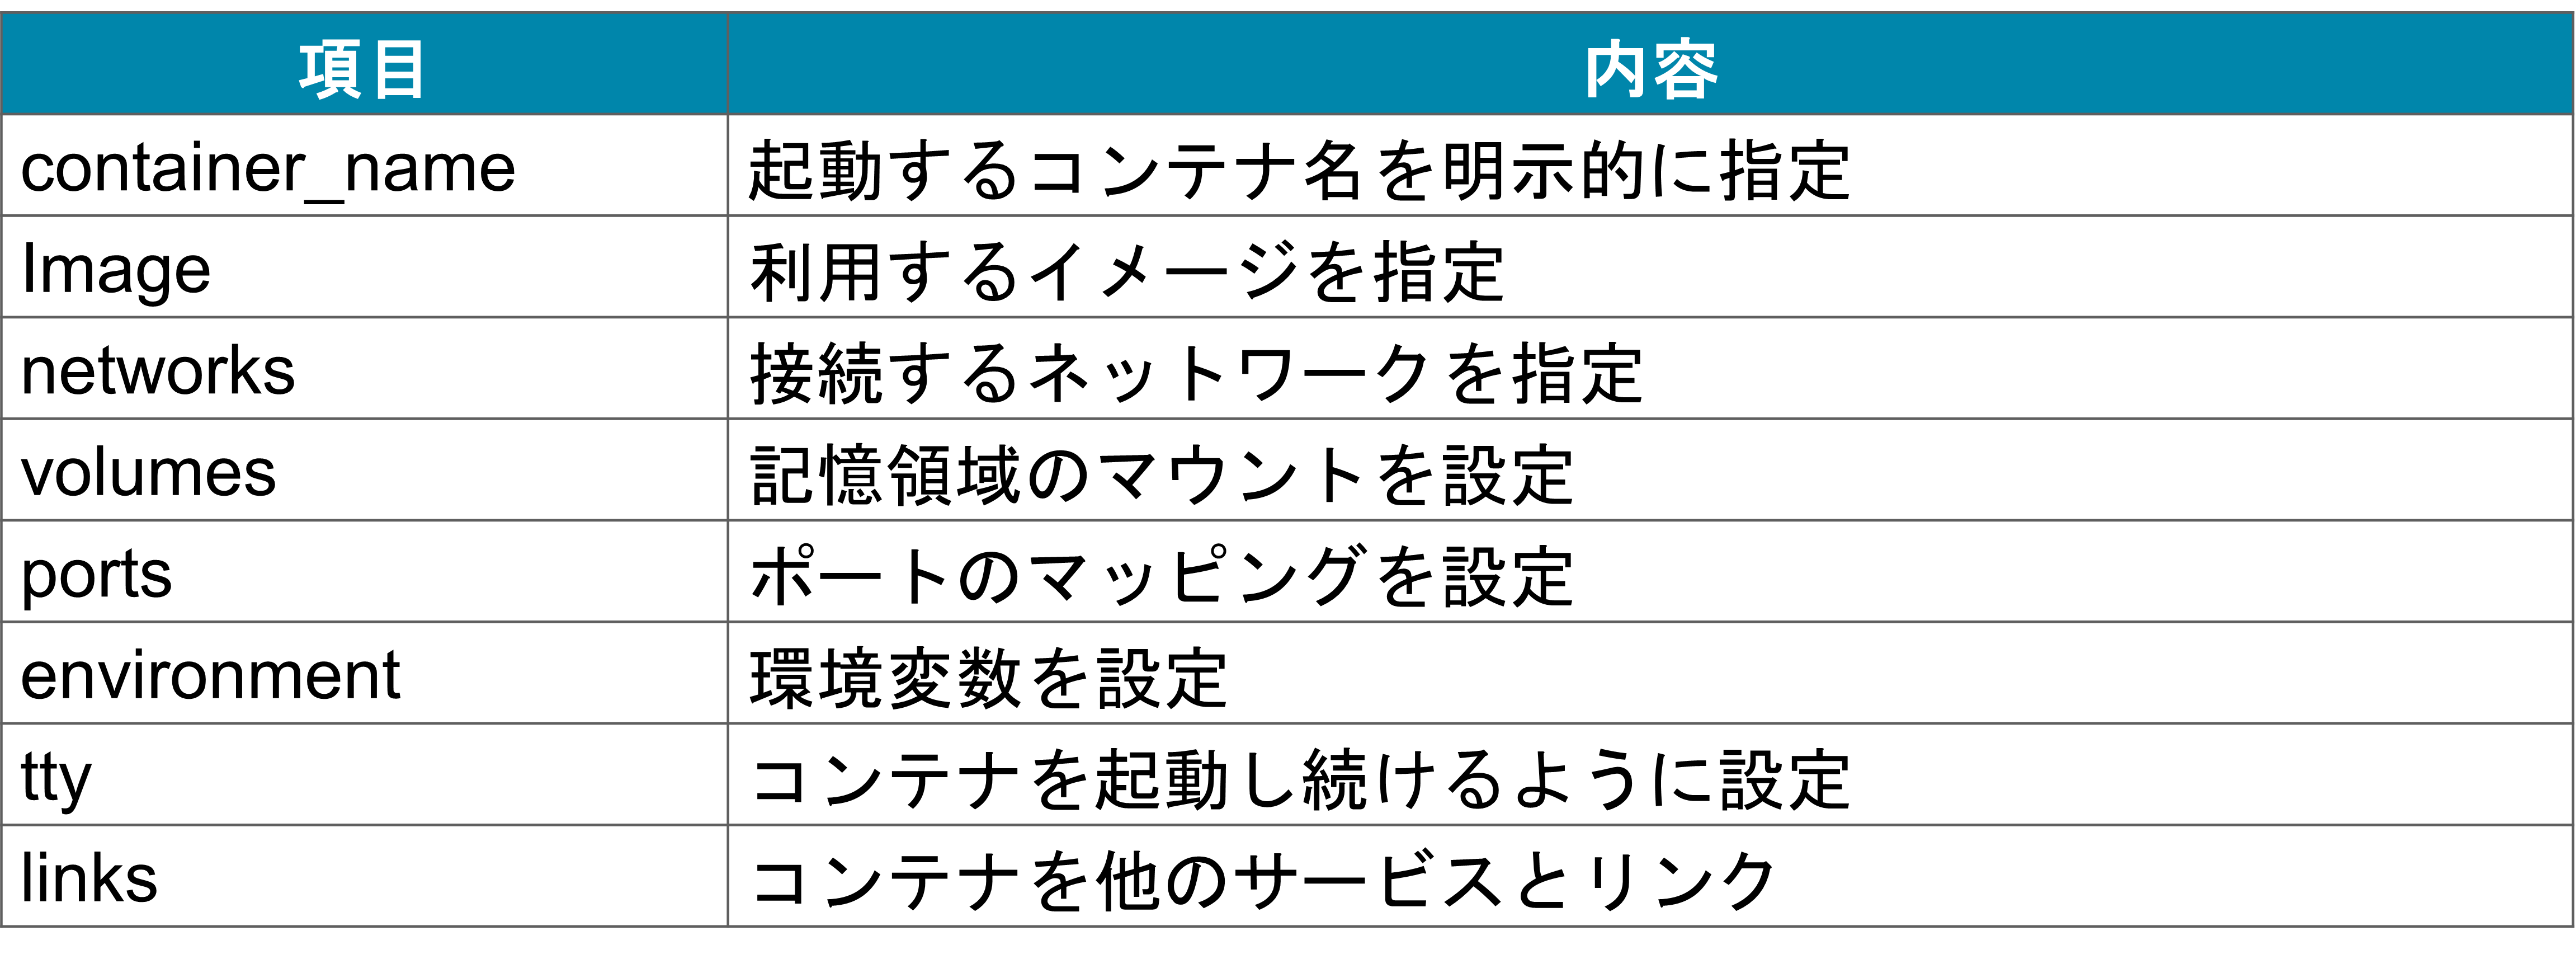 項目 内容
container_name 起動するコンテナ名を明示的に指定
Image 利用するイメージを指定
networks 接続するネットワークを指定
volumes 記憶領域のマウントを設定
ports ポートのマッピングを設定
environment 環境変数を設定
tty コンテナを起動し続けるように設定
links コンテナを他のサービスとリンク